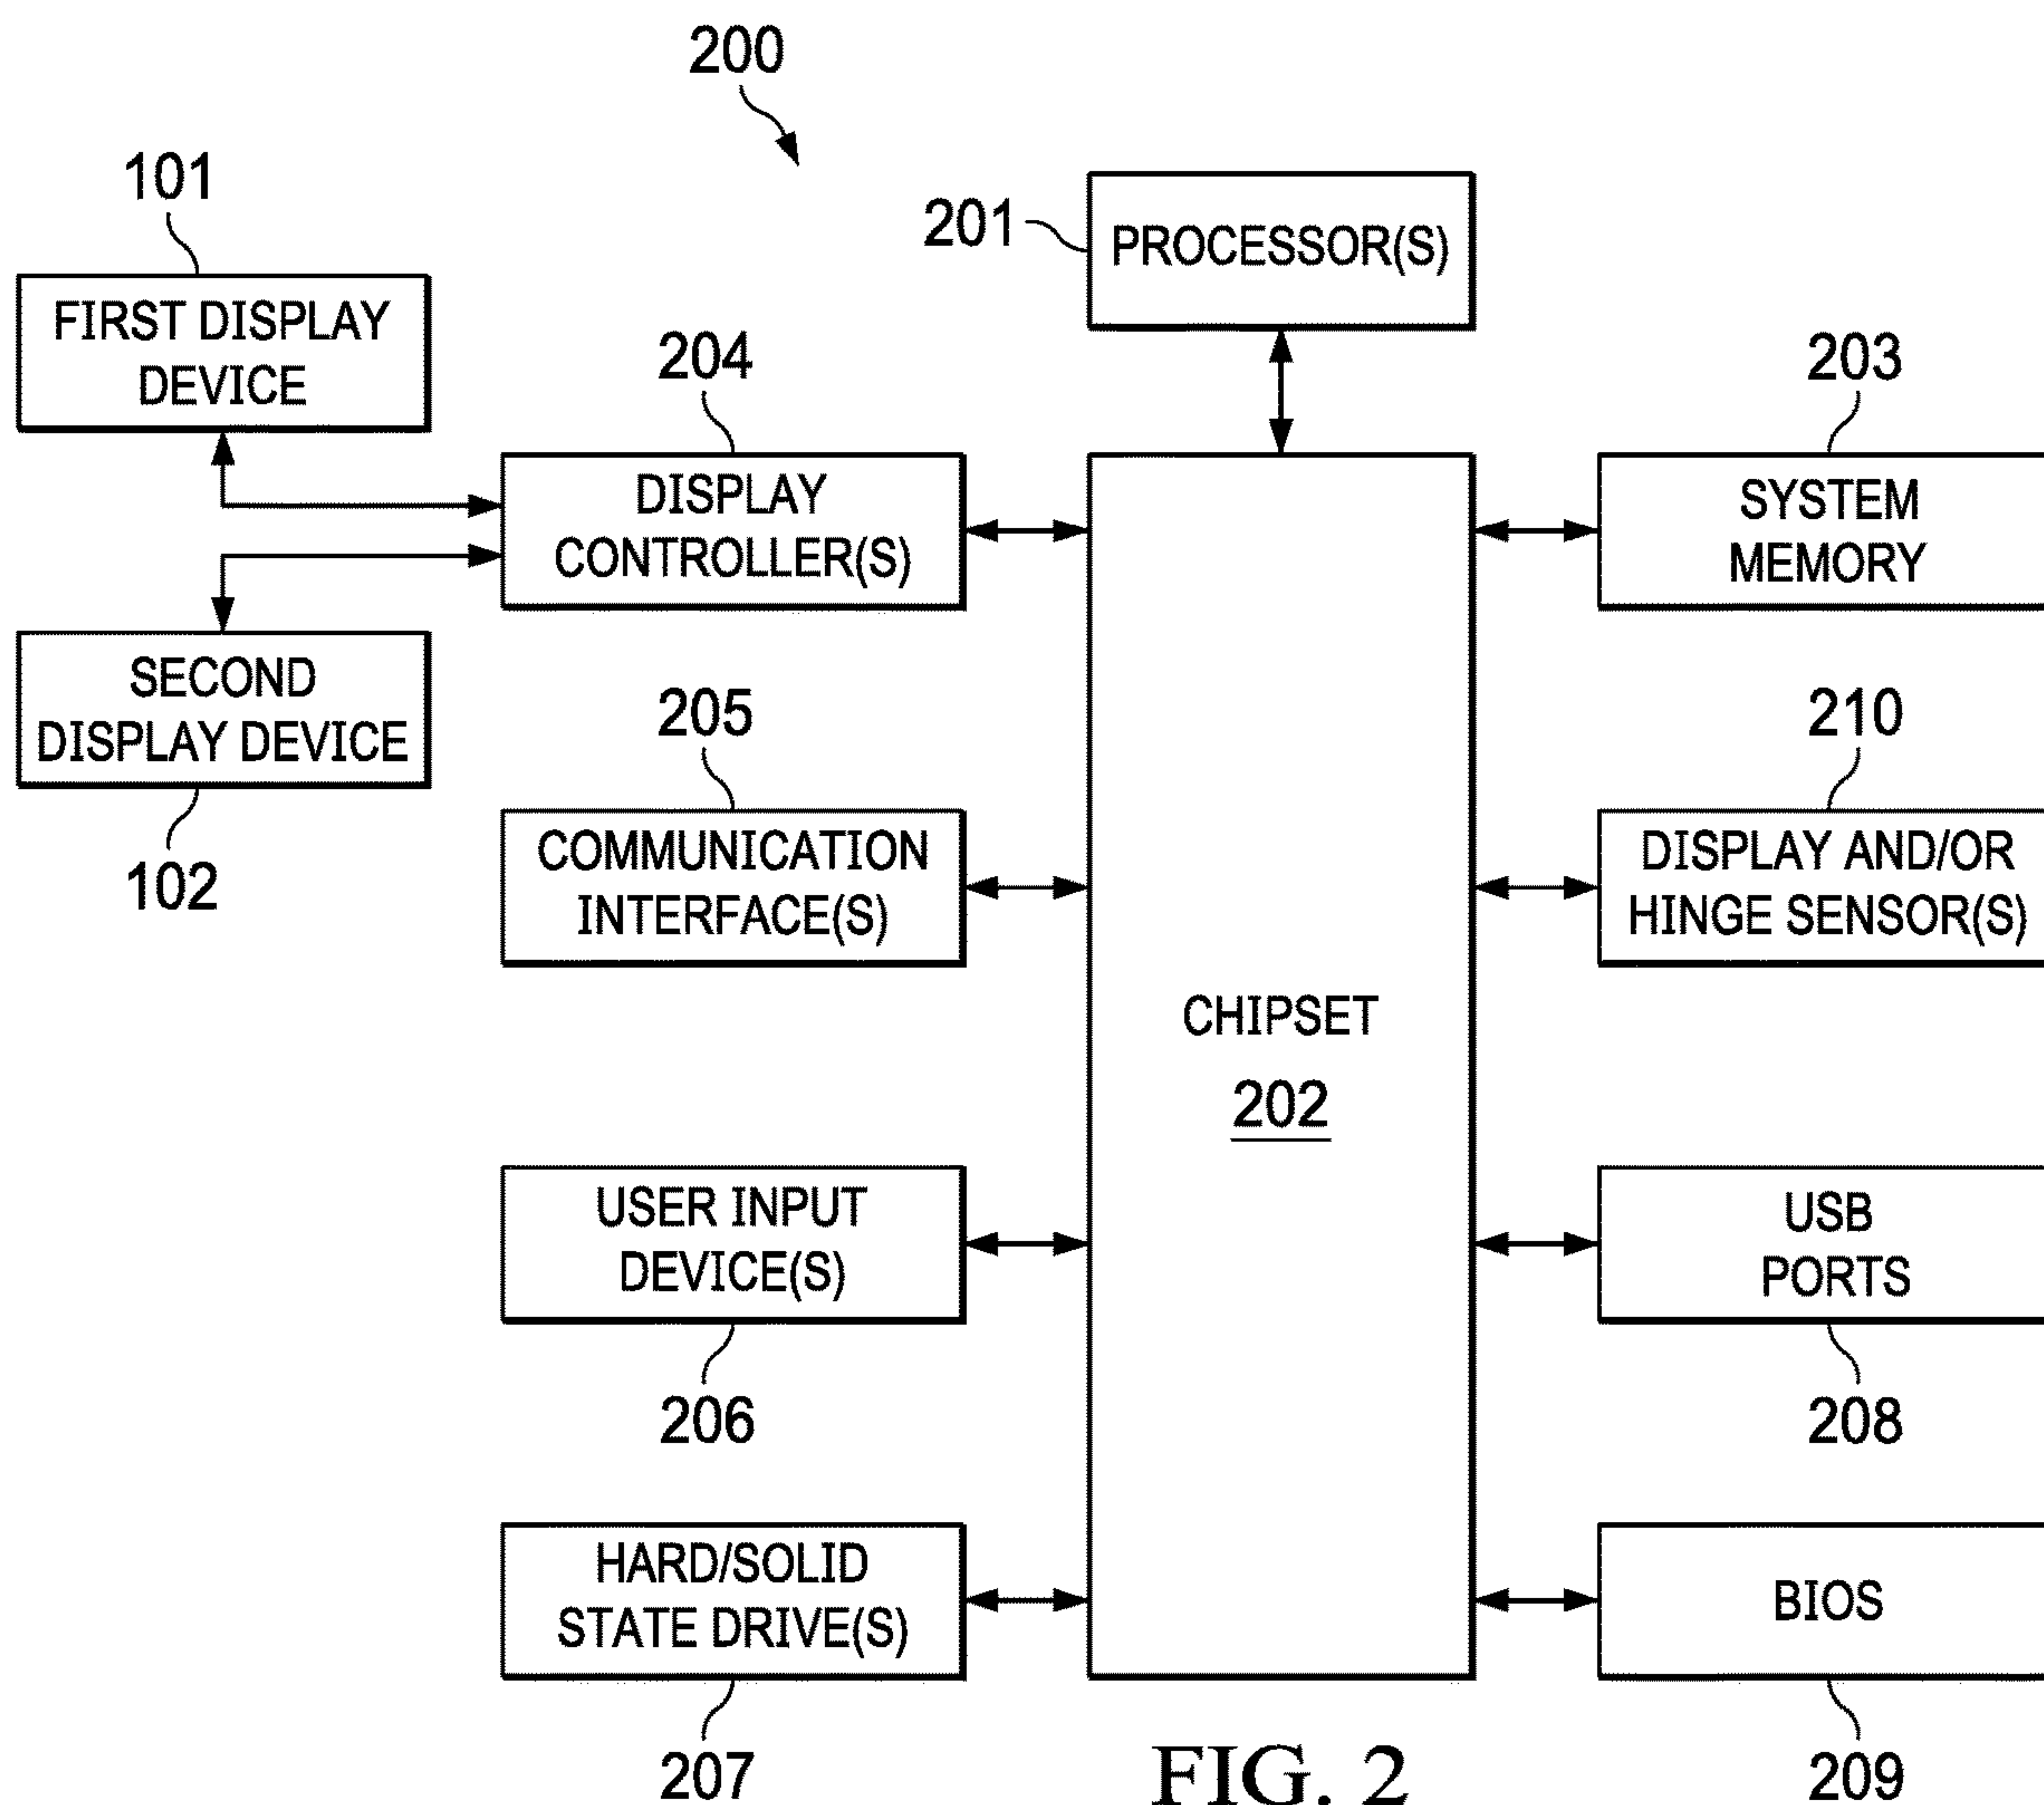 200
101
201
PROCESSOR(S)
FIRST DISPLAY
DEVICE
204
203
DISPLAY
CONTROLLER(S)
SYSTEM
MEMORY
SECOND
DISPLAY DEVICE
102
205
210
COMMUNICATION
INTERFACE(S)
DISPLAY AND/OR
HINGE SENSOR(S)
CHIPSET
202
USER INPUT
DEVICE(S)
206
USB
PORTS
208
HARD/SOLID
STATE DRIVE(S)
207
BIOS
209
FIG. 2